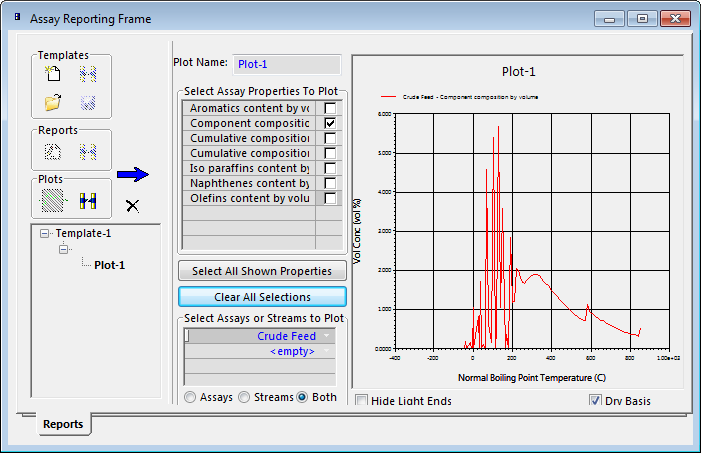 Assay Reporting Frame
Templates
Reports
Plots
Template-1
Plot-1
Plot Name: Plot-1
Select Assay Properties To Plot
Aromatics content by vo
Component compositic
Cumulative composition
Cumulative composition
Iso paraffins content by
Naphthenes content by
Olefins content by volu
Select All Shown Properties
Clear All Selections
Select Assays or Streams to Plot
Crude Feed
<empty>
Assays Streams Both
Plot-1
Crude Feed - Component composition by volume
6.000
5.000
4.000
3.000
2.000
1.000
0.0000
Vol Conc (vol %)
-400 -200 0 200 400 600 800 1.00e+02
Normal Boiling Point Temperature (C)
Hide Light Ends Dry Basis
Reports